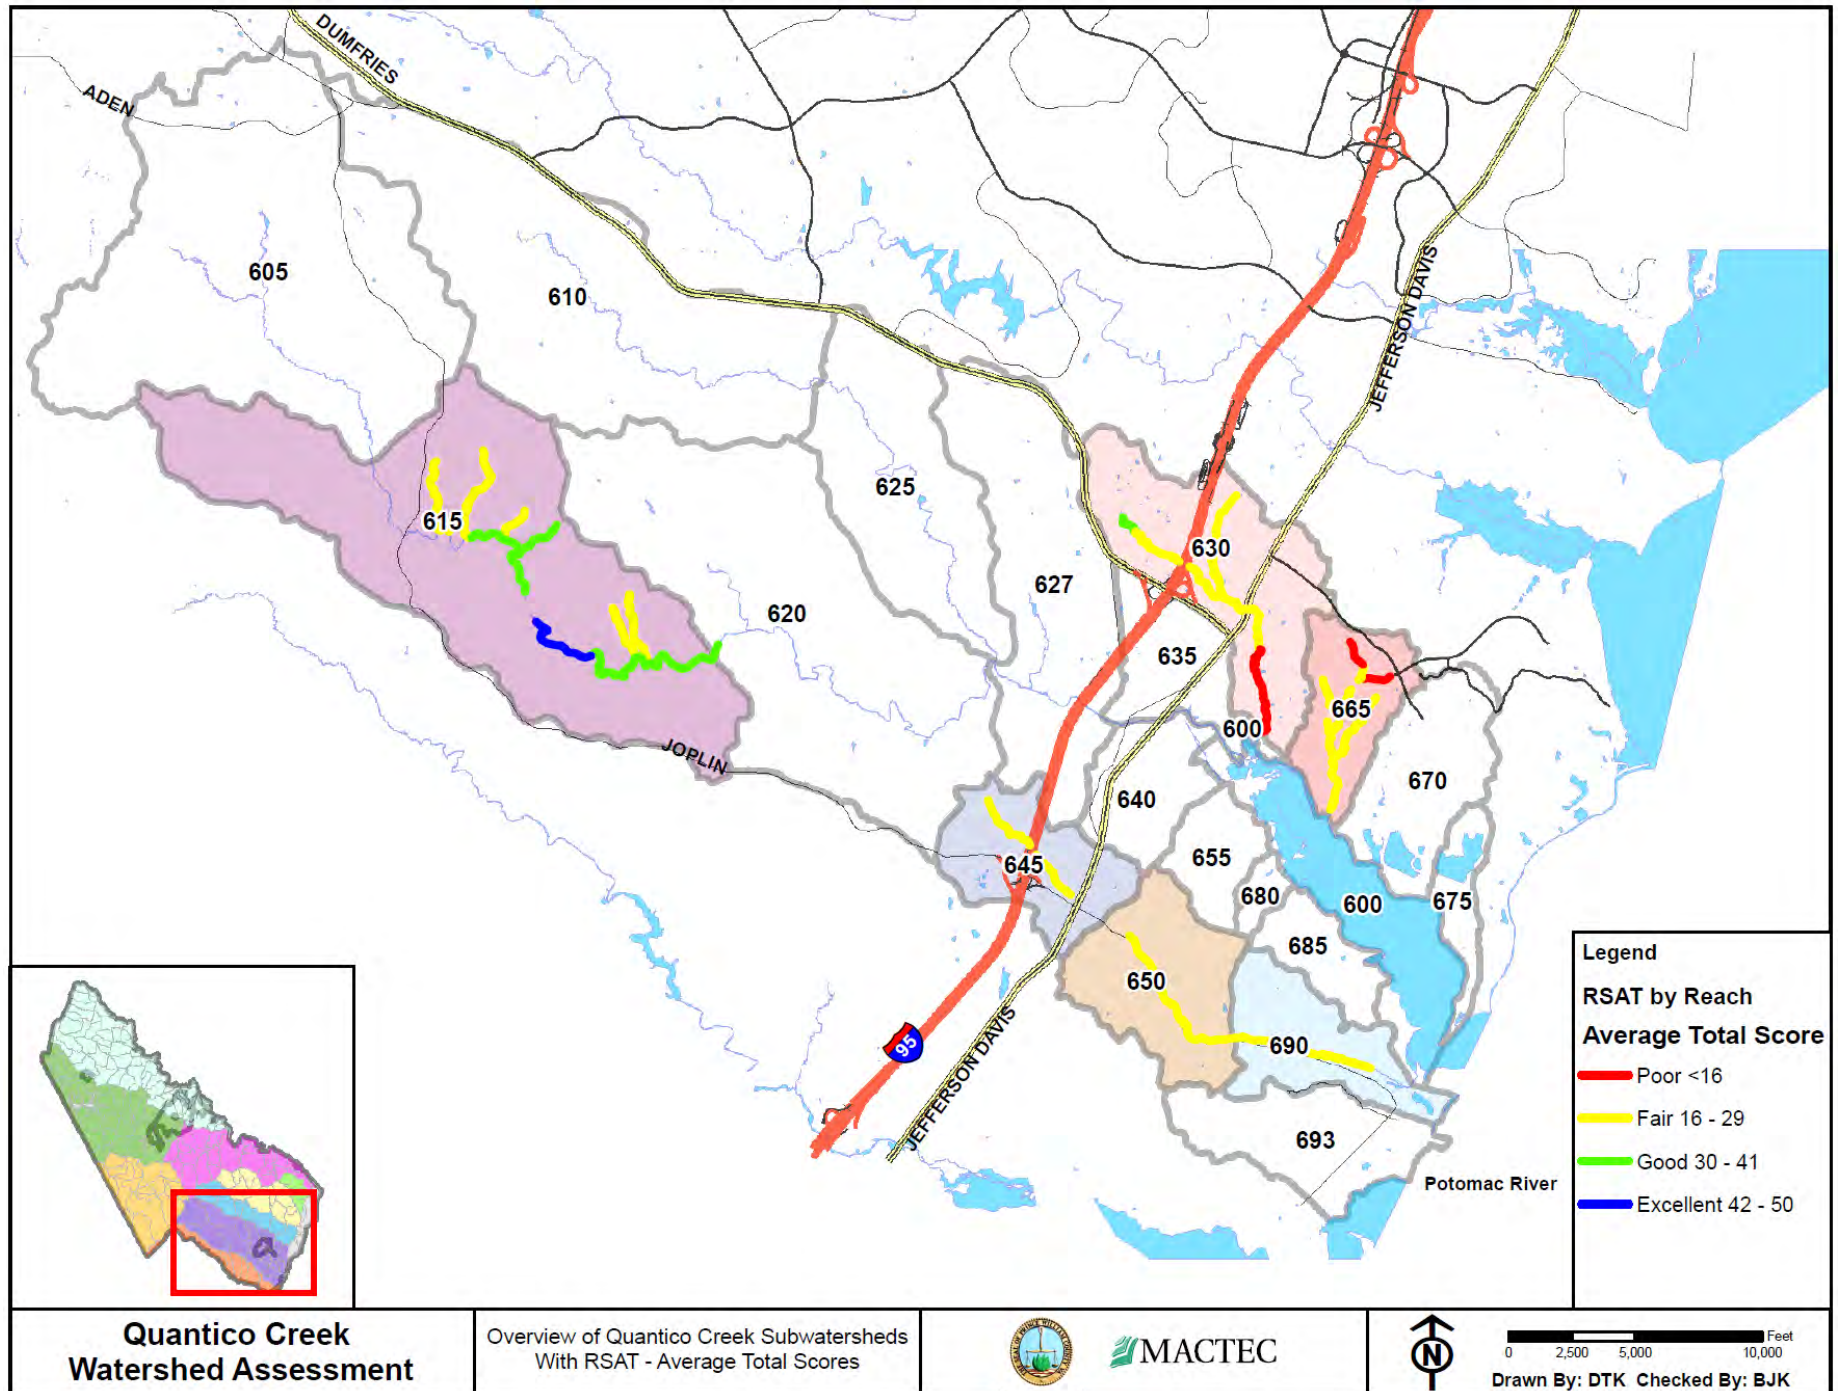 DUMFRIES
ADEN
JEFFERSON DAVIS
605
610
625
615
630
627
620
635
665
600
JOPLIN
670
640
645
655
680
600
675
685
650
690
693
95
JEFFERSON DAVIS
Potomac River
Legend
RSAT by Reach
Average Total Score
Poor <16
Fair 16 - 29
Good 30 - 41
Excellent 42 - 50
Quantico Creek
Watershed Assessment
Overview of Quantico Creek Subwatersheds
With RSAT - Average Total Scores
MACTEC
N
Feet
0 2,500 5,000 10,000
Drawn By: DTK Checked By: BJK